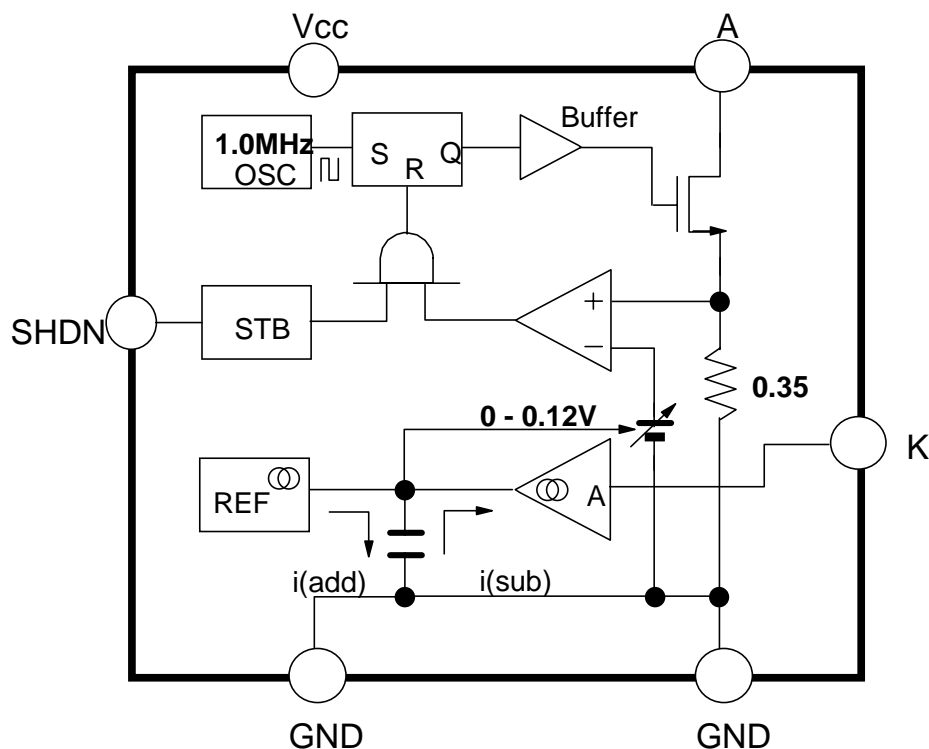 Vcc
A
Buffer
1.0MHz
OSC
S
R
Q
SHDN
STB
+
−
0.35
0 - 0.12V
K
REF
A
i(add)
i(sub)
GND
GND